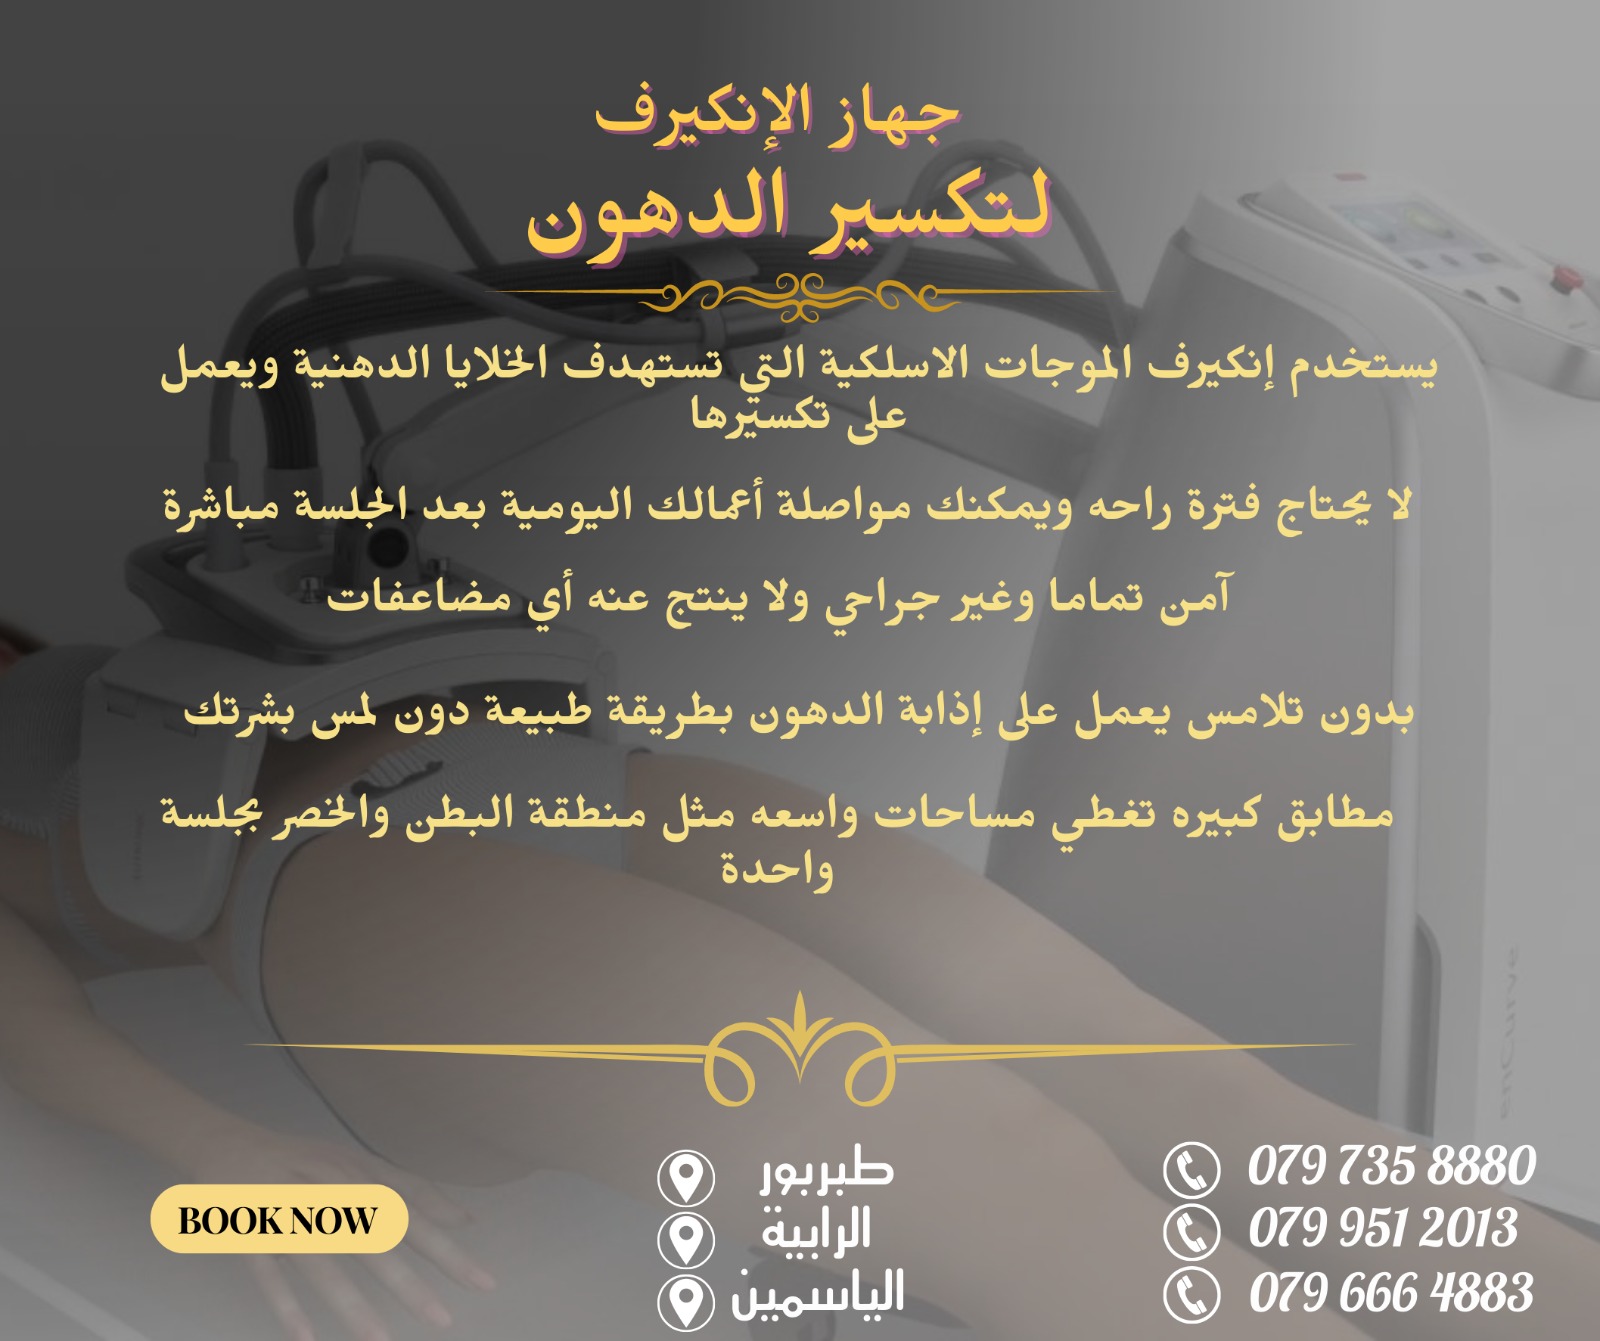 جهاز الإنكيرف
لتكسير الدهون
يستخدم إنكيرف الموجات الاسلكية التي تستهدف الخلايا الدهنية ويعمل
على تكسيرها
لا يحتاج فترة راحه ويمكنك مواصلة أعمالك اليومية بعد الجلسة مباشرة
آمن تماما وغير جراحي ولا ينتج عنه أي مضاعفات
بدون تلامس يعمل على إذابة الدهون بطريقة طبيعة دون لمس بشرتك
مطابق كبيره تغطي مساحات واسعه مثل منطقة البطن والخصر بجلسة
واحدة
enCurve
طبربور
الرابية
الياسمين
079 735 8880
079 951 2013
079 666 4883
BOOK NOW